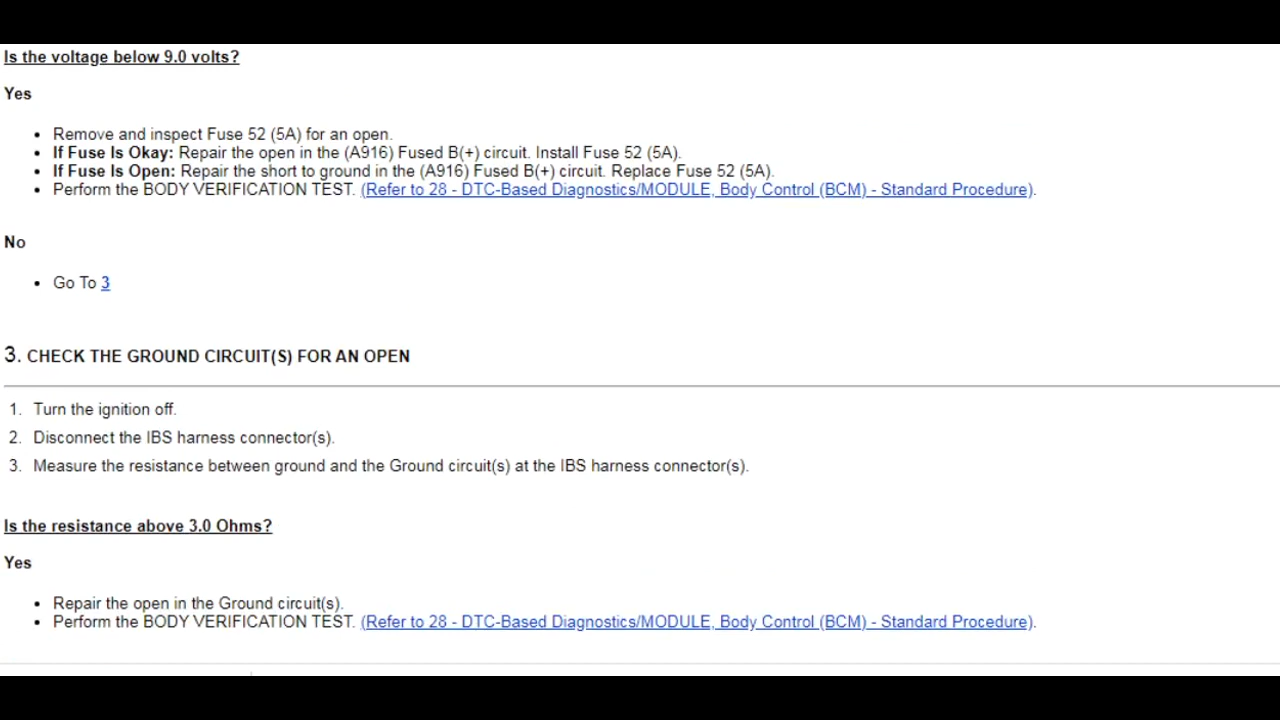 Is the voltage below 9.0 volts?
Yes
• Remove and inspect Fuse 52 (5A) for an open.
• If Fuse Is Okay: Repair the open in the (A916) Fused B(+) circuit. Install Fuse 52 (5A).
• If Fuse Is Open: Repair the short to ground in the (A916) Fused B(+) circuit. Replace Fuse 52 (5A).
• Perform the BODY VERIFICATION TEST. (Refer to 28 - DTC-Based Diagnostics/MODULE, Body Control (BCM) - Standard Procedure).
No
• Go To 3
3. CHECK THE GROUND CIRCUIT(S) FOR AN OPEN
1. Turn the ignition off.
2. Disconnect the IBS harness connector(s).
3. Measure the resistance between ground and the Ground circuit(s) at the IBS harness connector(s).
Is the resistance above 3.0 Ohms?
Yes
• Repair the open in the Ground circuit(s).
• Perform the BODY VERIFICATION TEST. (Refer to 28 - DTC-Based Diagnostics/MODULE, Body Control (BCM) - Standard Procedure).